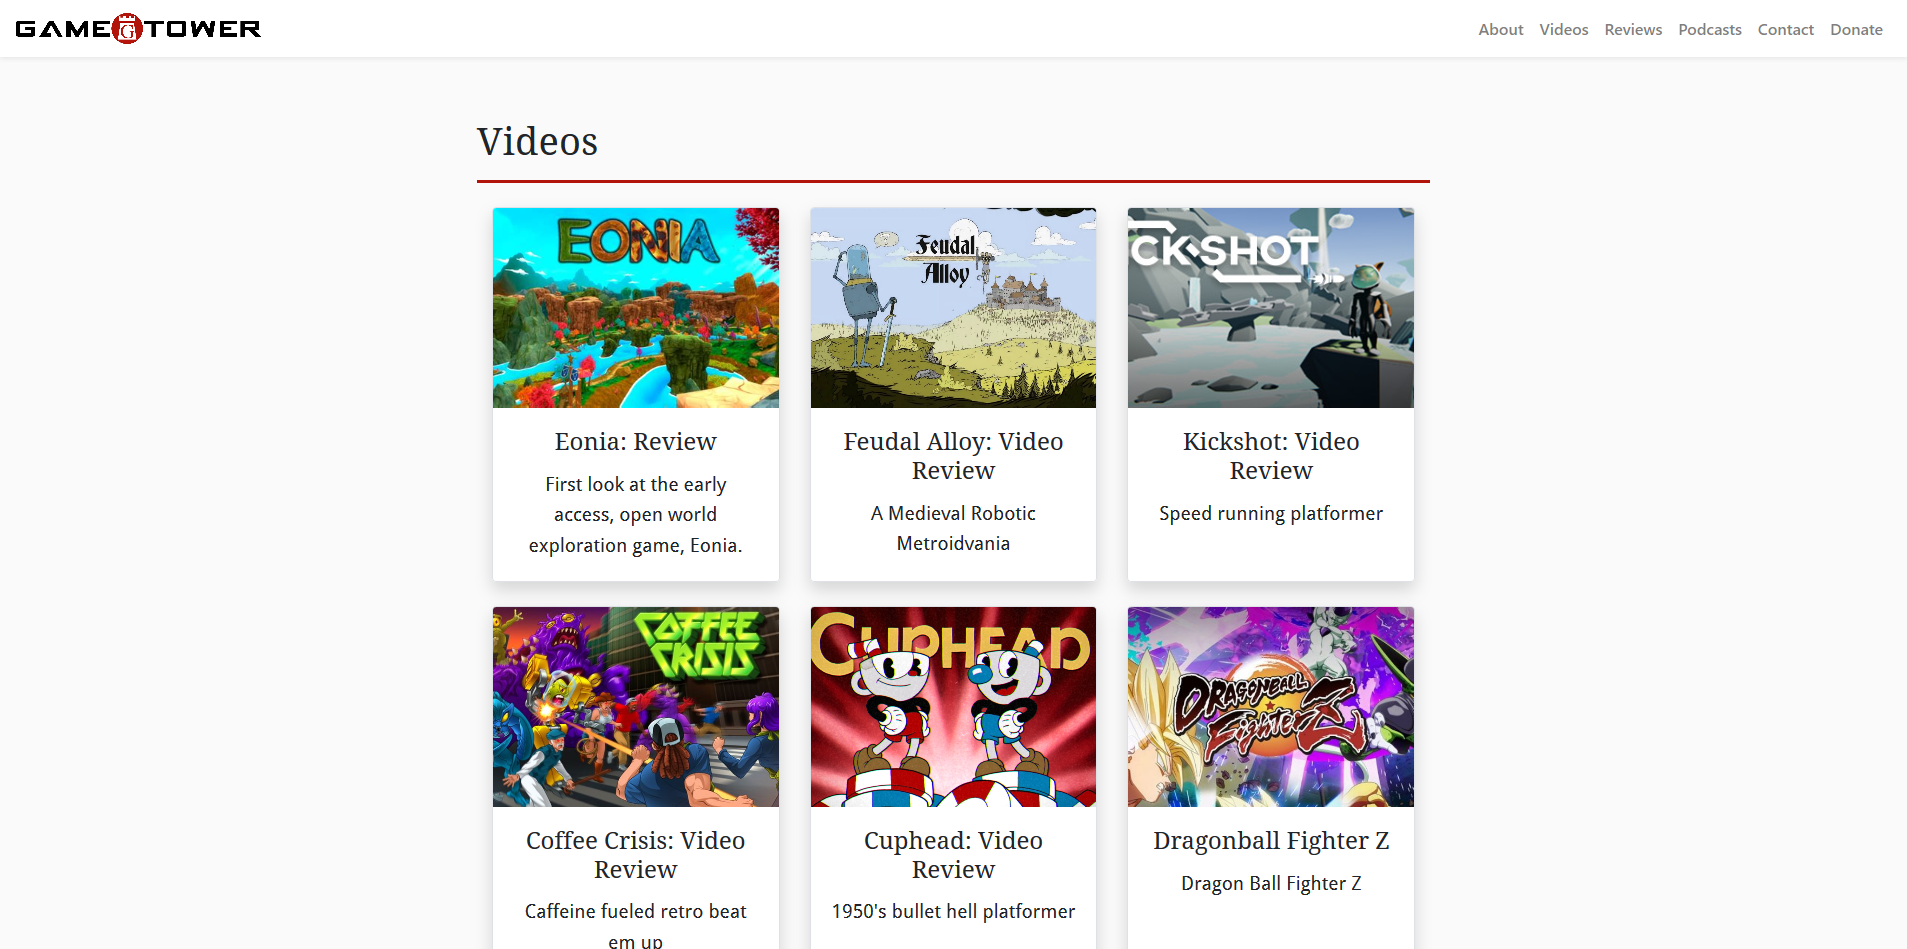 GAME G TOWER
About Videos Reviews Podcasts Contact Donate
Videos
EONIA
Feudal
Alloy
CKSHOT
Eonia: Review
Feudal Alloy: Video
Review
Kickshot: Video
Review
First look at the early
access, open world
exploration game, Eonia.
A Medieval Robotic
Metroidvania
Speed running platformer
COFFEE
CRISIS
CUPHEAD
DRAGONBALL
FighterZ
Coffee Crisis: Video
Review
Cuphead: Video
Review
Dragonball Fighter Z
Caffeine fueled retro beat
em up
1950's bullet hell platformer
Dragon Ball Fighter Z